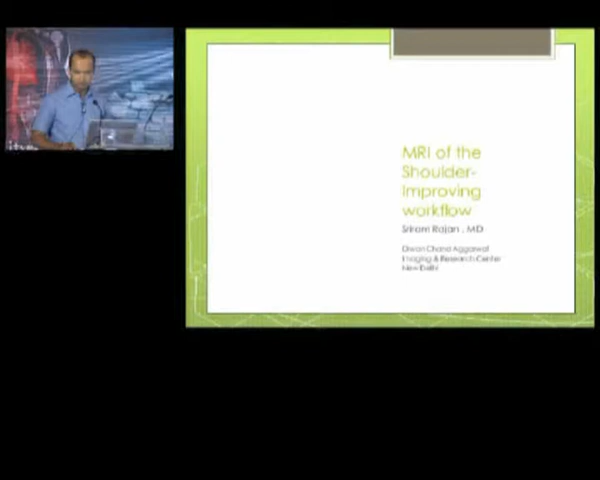 MRI of the
Shoulder-
Improving
workflow
Sriram Rajan , MD
Diwan Chand Aggarwal
Imaging & Research Center
New Delhi